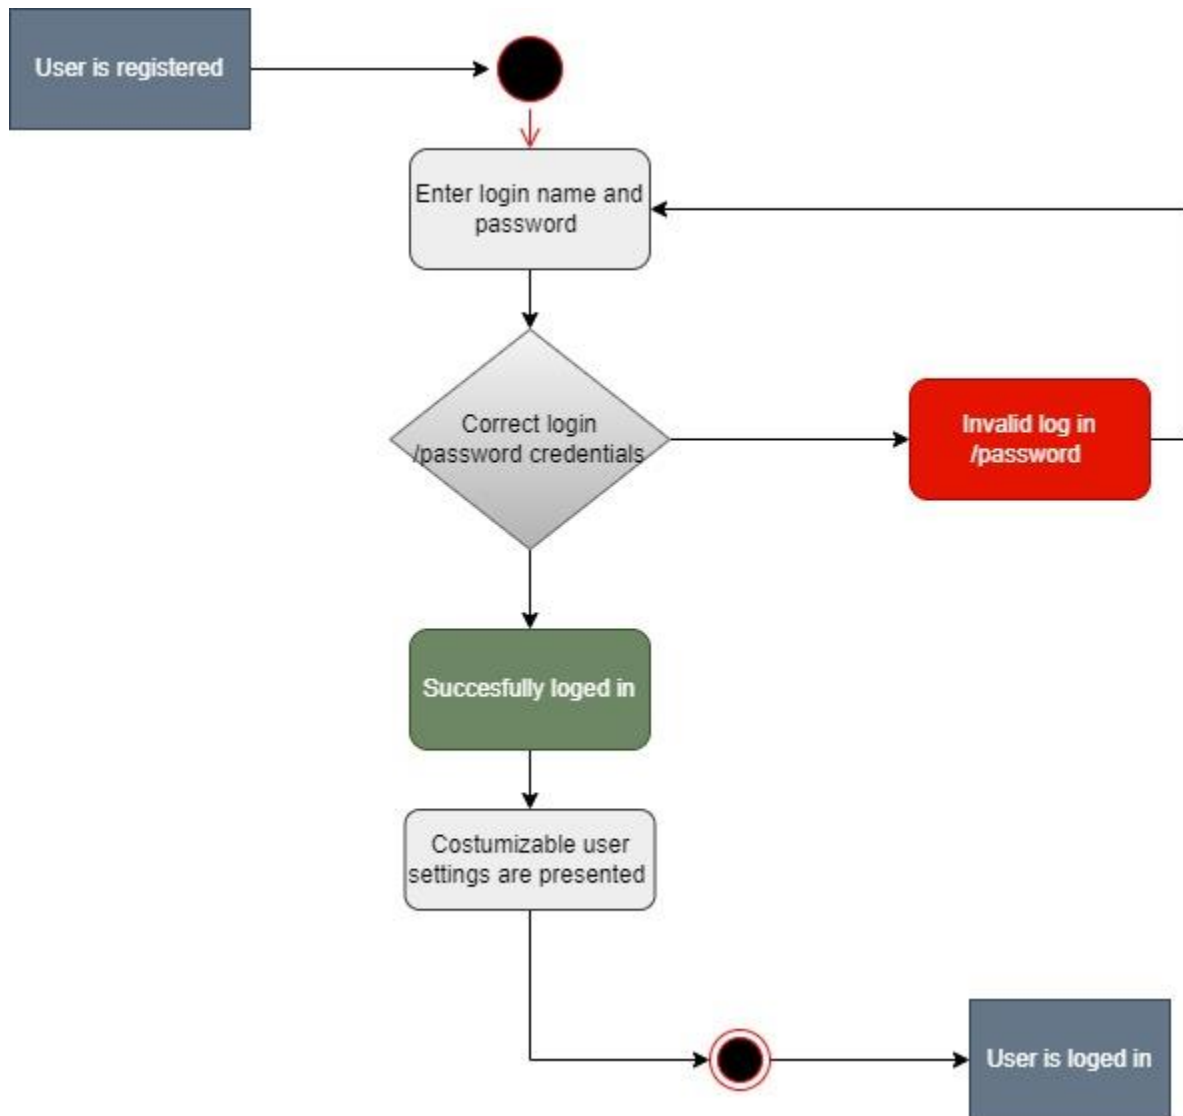 User is registered
Enter login name and
password
Correct login
/password credentials
Invalid log in
/password
Succesfully loged in
Costumizable user
settings are presented
User is loged in